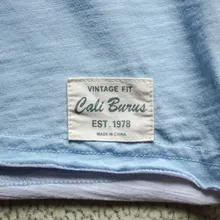 VINTAGE FIT
Cali Burus
EST. 1978
MADE IN CHINA